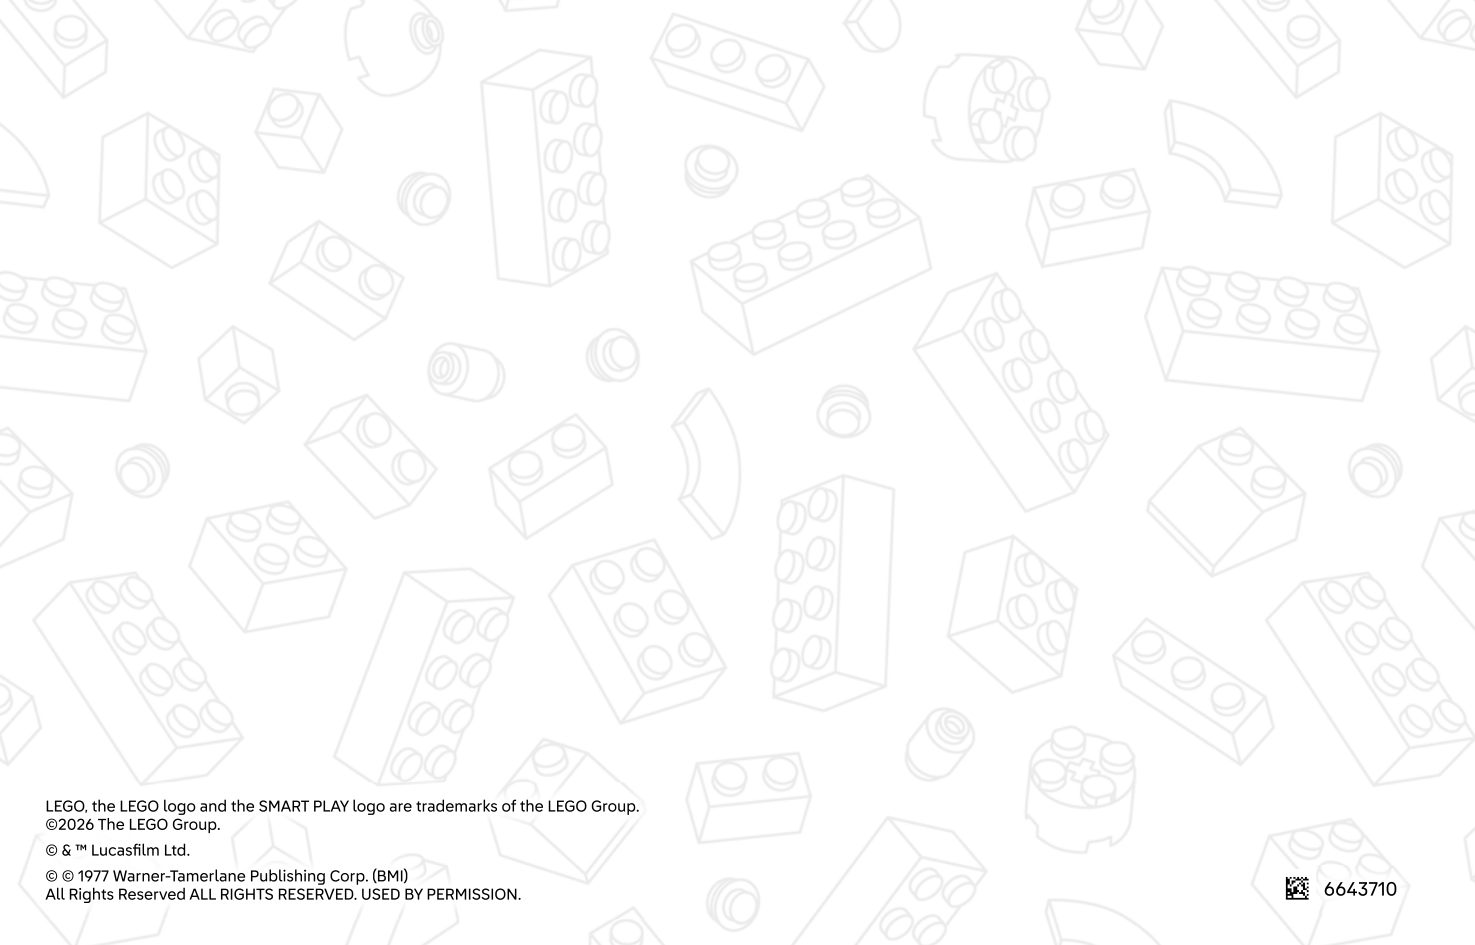 LEGO, the LEGO logo and the SMART PLAY logo are trademarks of the LEGO Group.
©2026 The LEGO Group.
© & ™ Lucasfilm Ltd.
© © 1977 Warner-Tamerlane Publishing Corp. (BMI)
All Rights Reserved ALL RIGHTS RESERVED. USED BY PERMISSION.
6643710